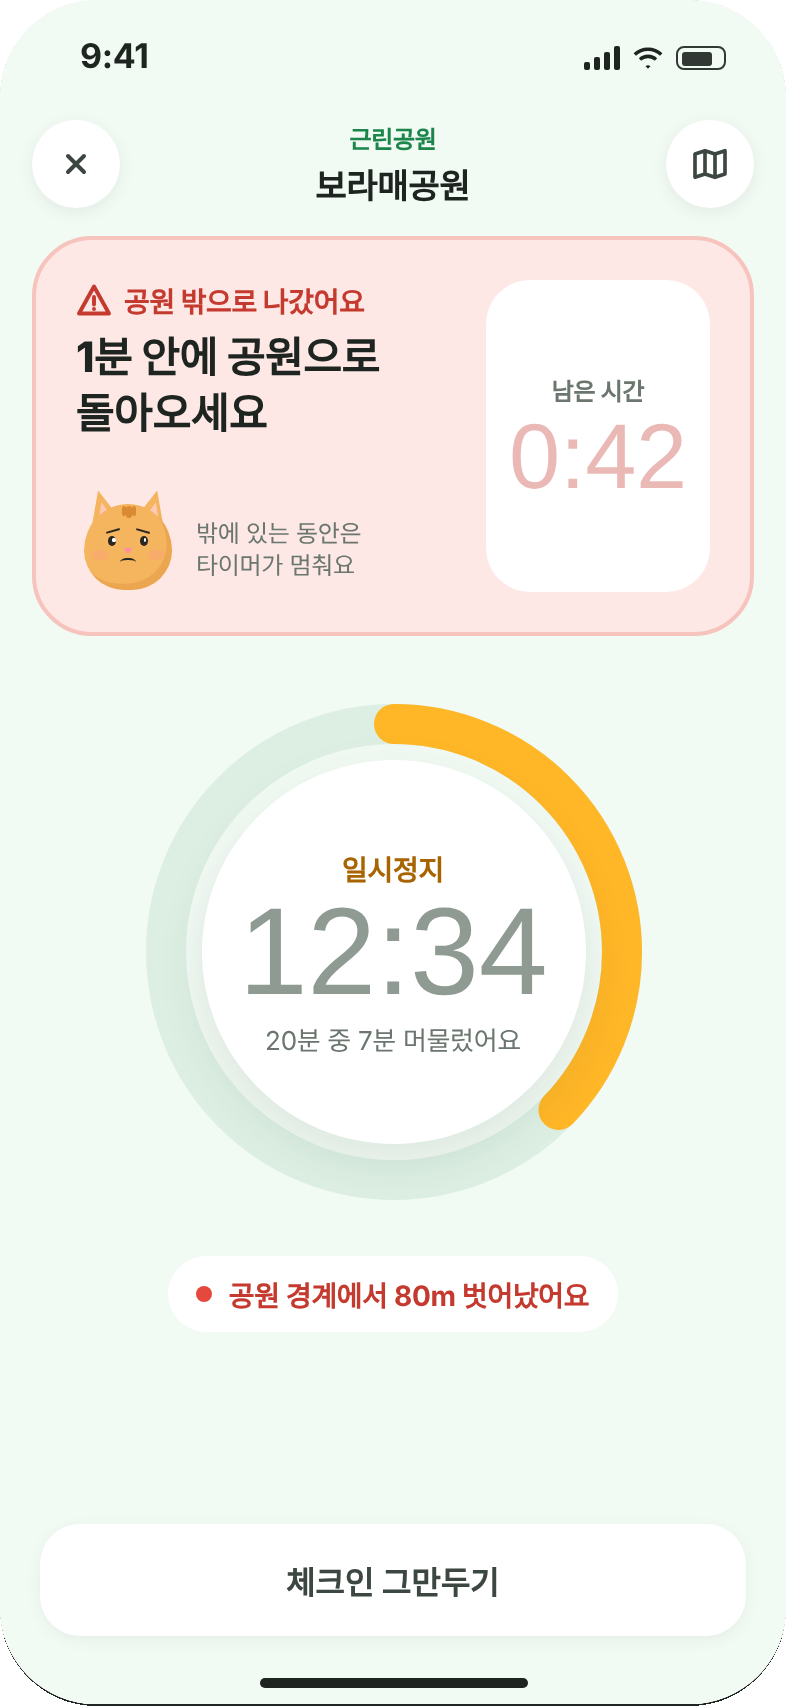 9:41
근린공원
보라매공원
공원 밖으로 나갔어요
1분 안에 공원으로
돌아오세요
밖에 있는 동안은
타이머가 멈춰요
남은 시간
0:42
일시정지
12:34
20분 중 7분 머물렀어요
공원 경계에서 80m 벗어났어요
체크인 그만두기